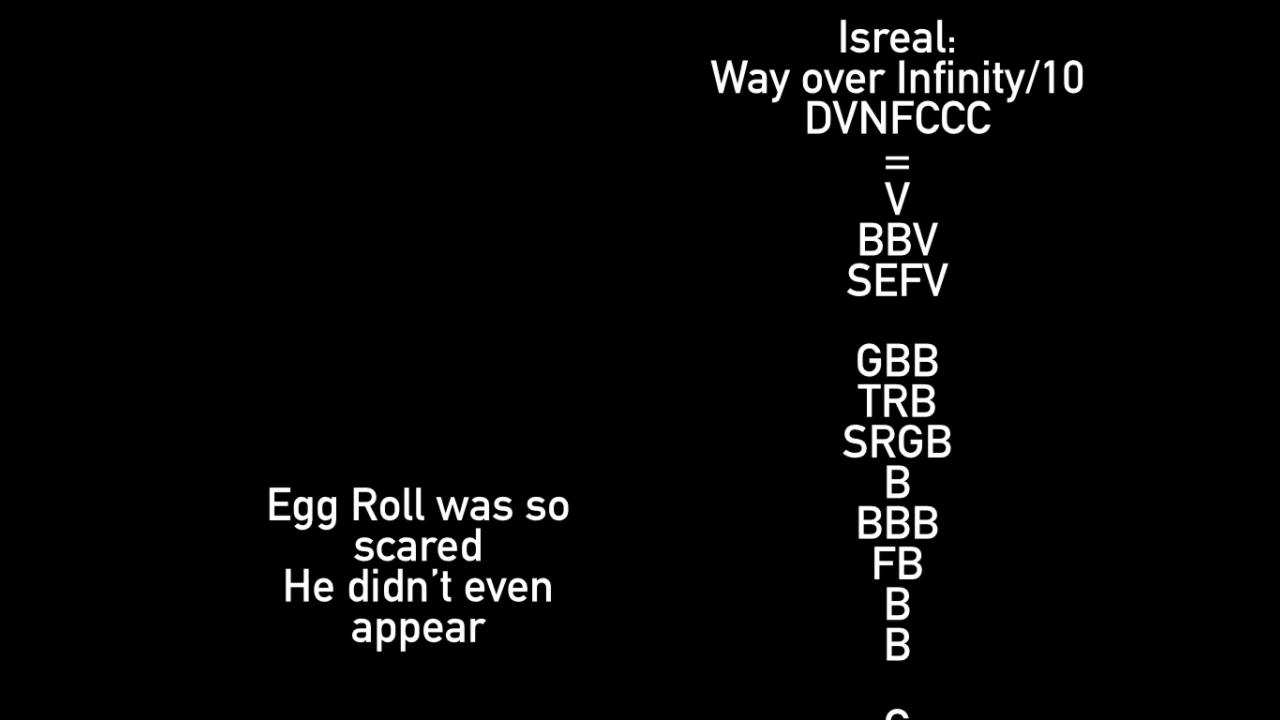 Isreal:
Way over Infinity/10
DVNFCCC
=
V
BBV
SEFV
GBB
TRB
SRGB
B
BBB
FB
B
B
Egg Roll was so
scared
He didn’t even
appear